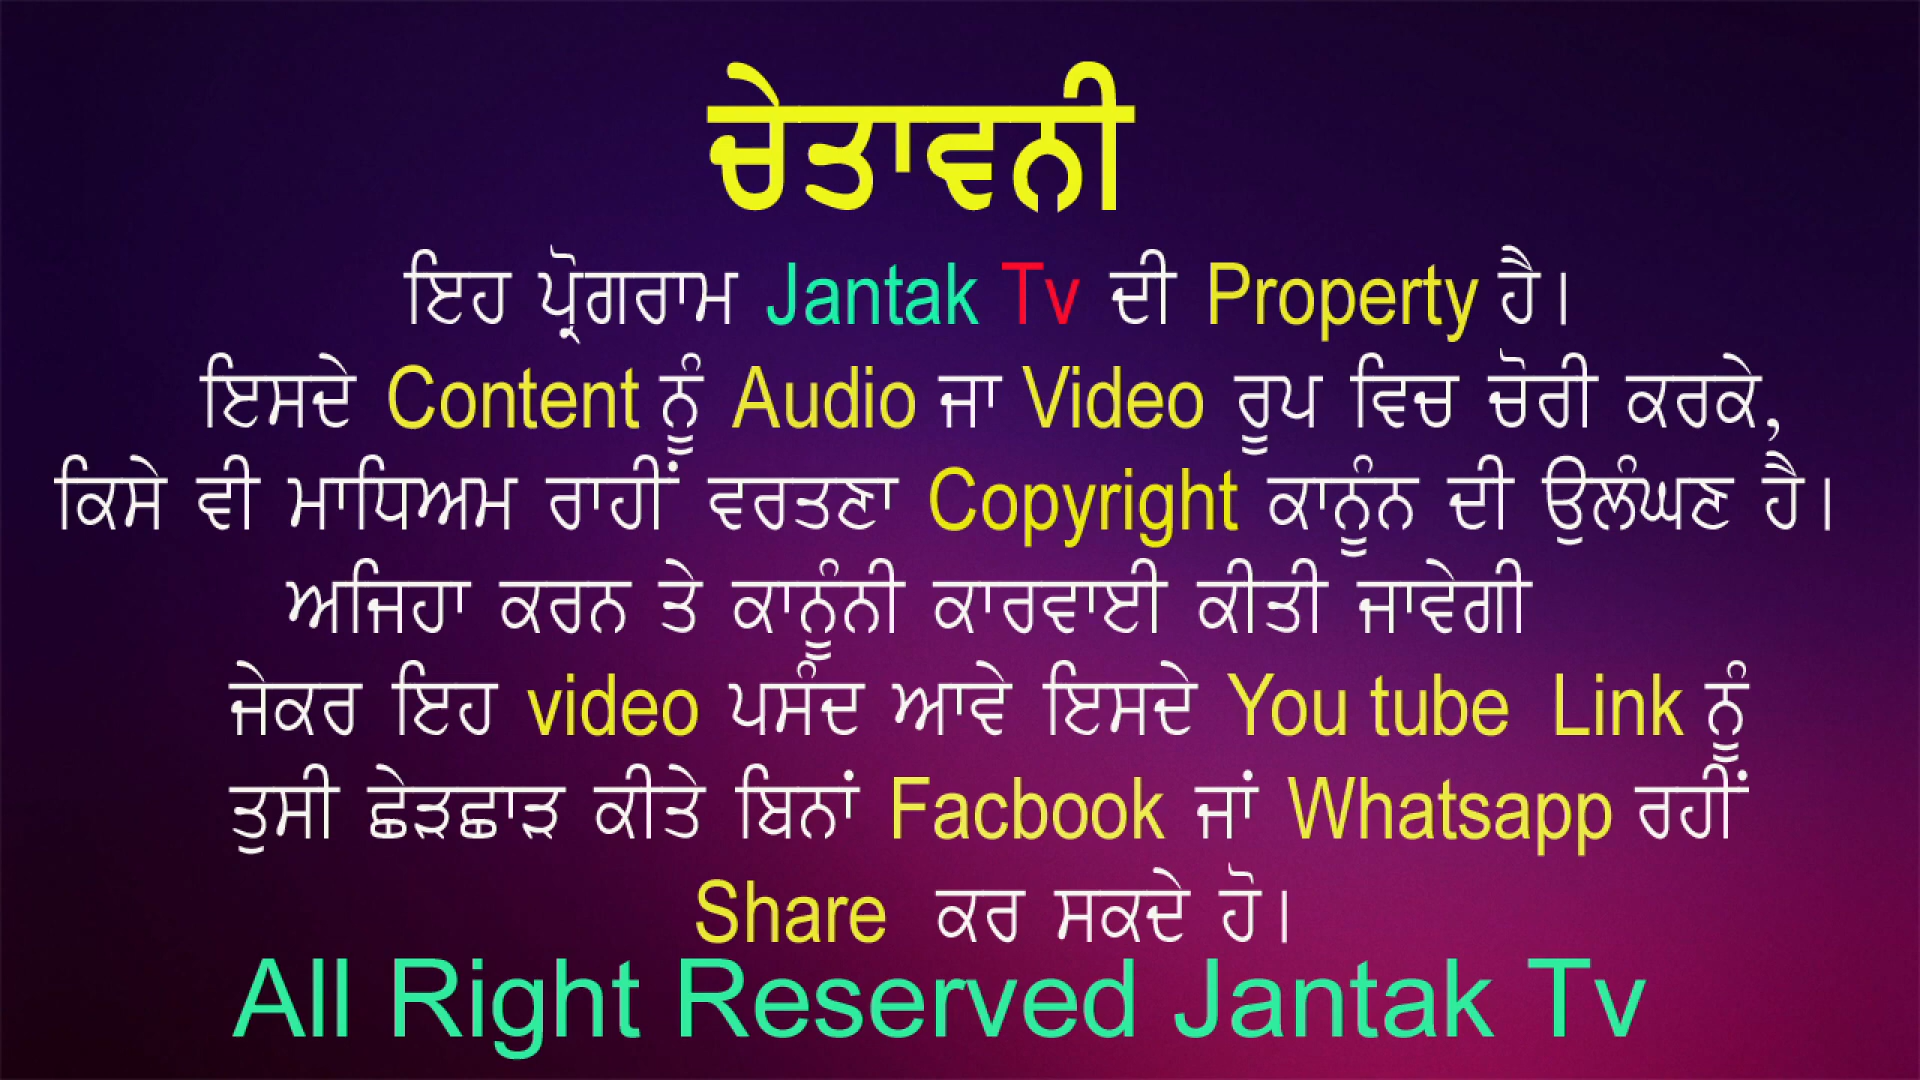 ਚੇਤਾਵਨੀ
ਇਹ ਪ੍ਰੋਗਰਾਮ Jantak Tv ਦੀ Property ਹੈ।
ਇਸਦੇ Content ਨੂੰ Audio ਜਾ Video ਰੂਪ ਵਿਚ ਚੋਰੀ ਕਰਕੇ,
ਕਿਸੇ ਵੀ ਮਾਧਿਅਮ ਰਾਹੀਂ ਵਰਤਣਾ Copyright ਕਾਨੂੰਨ ਦੀ ਉਲੰਘਣ ਹੈ।
ਅਜਿਹਾ ਕਰਨ ਤੇ ਕਾਨੂੰਨੀ ਕਾਰਵਾਈ ਕੀਤੀ ਜਾਵੇਗੀ
ਜੇਕਰ ਇਹ video ਪਸੰਦ ਆਵੇ ਇਸਦੇ You tube Link ਨੂੰ
ਤੁਸੀ ਛੇੜਛਾੜ ਕੀਤੇ ਬਿਨਾਂ Facbook ਜਾਂ Whatsapp ਰਹੀਂ
Share ਕਰ ਸਕਦੇ ਹੋ।
All Right Reserved Jantak Tv